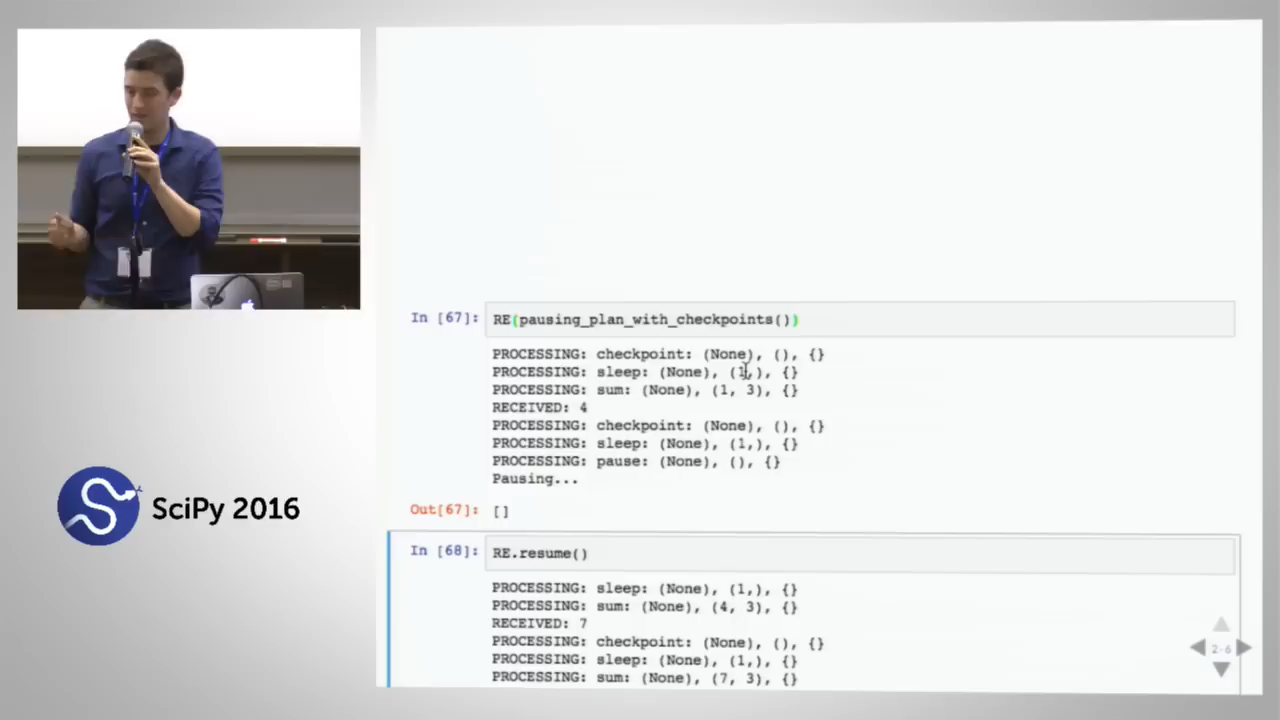 In [67]: RE(pausing_plan_with_checkpoints())
PROCESSING: checkpoint: (None), (), {}
PROCESSING: sleep: (None), (1,), {}
PROCESSING: sum: (None), (1, 3), {}
RECEIVED: 4
PROCESSING: checkpoint: (None), (), {}
PROCESSING: sleep: (None), (1,), {}
PROCESSING: pause: (None), (), {}
Pausing...
Out[67]: []
In [68]: RE.resume()
PROCESSING: sleep: (None), (1,), {}
PROCESSING: sum: (None), (4, 3), {}
RECEIVED: 7
PROCESSING: checkpoint: (None), (), {}
PROCESSING: sleep: (None), (1,), {}
PROCESSING: sum: (None), (7, 3), {}
2-6
SciPy 2016